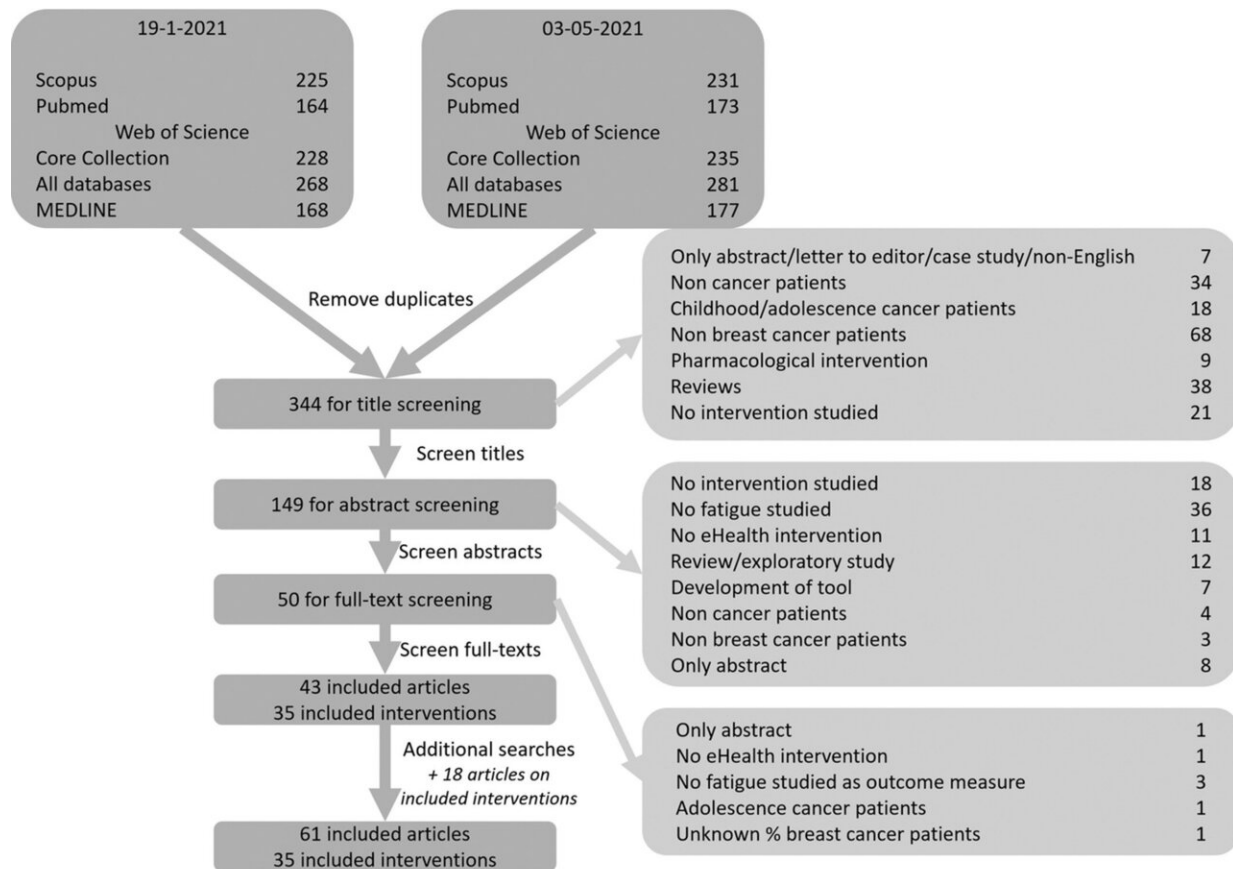 19-1-2021
Scopus 225
Pubmed 164
Web of Science
Core Collection 228
All databases 268
MEDLINE 168
03-05-2021
Scopus 231
Pubmed 173
Web of Science
Core Collection 235
All databases 281
MEDLINE 177
Remove duplicates
344 for title screening
Only abstract/letter to editor/case study/non-English 7
Non cancer patients 34
Childhood/adolescence cancer patients 18
Non breast cancer patients 68
Pharmacological intervention 9
Reviews 38
No intervention studied 21
Screen titles
149 for abstract screening
No intervention studied 18
No fatigue studied 36
No eHealth intervention 11
Review/exploratory study 12
Development of tool 7
Non cancer patients 4
Non breast cancer patients 3
Only abstract 8
Screen abstracts
50 for full-text screening
Screen full-texts
43 included articles
35 included interventions
Only abstract 1
No eHealth intervention 1
No fatigue studied as outcome measure 3
Adolescence cancer patients 1
Unknown % breast cancer patients 1
Additional searches
+ 18 articles on
included interventions
61 included articles
35 included interventions